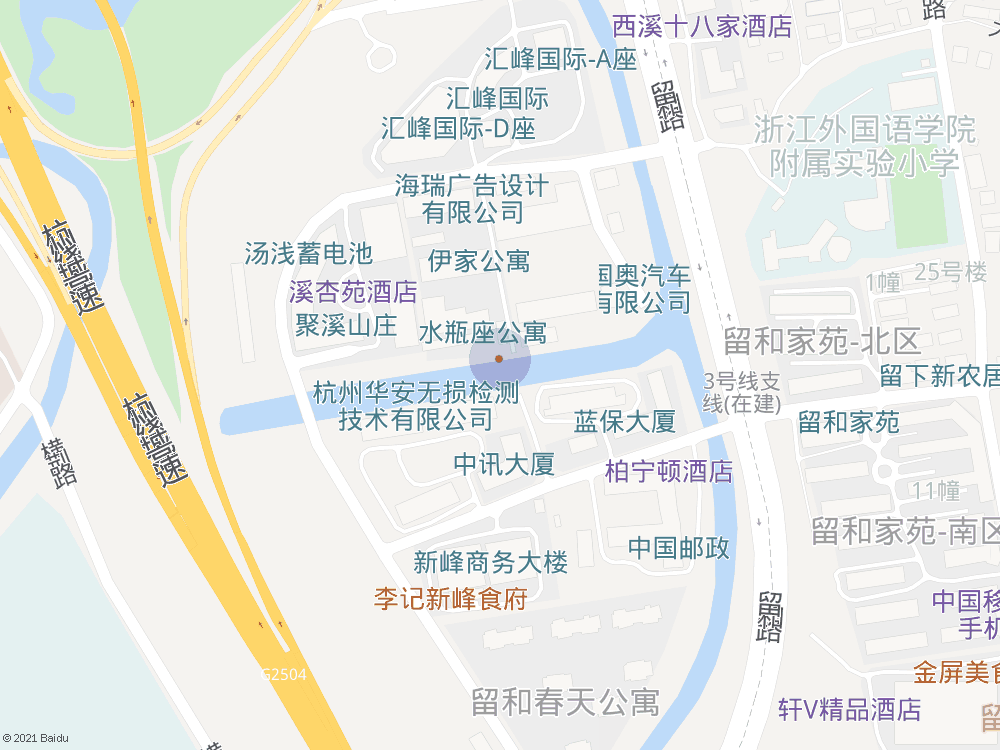 西溪十八家酒店
路
汇峰国际-A座
汇峰国际
汇峰国际-D座
浙江外国语学院
附属实验小学
海瑞广告设计
有限公司
汤浅蓄电池
伊家公寓
国奥汽车
有限公司
1幢
25号楼
溪杏苑酒店
聚溪山庄
水瓶座公寓
留和家苑-北区
3号线支
线(在建)
留下新农居
杭州华安无损检测
技术有限公司
蓝保大厦
留和家苑
中讯大厦
柏宁顿酒店
11幢
留和家苑-南区
新峰商务大楼
中国邮政
李记新峰食府
中国移
手机
G2504
金屏美食
留和春天公寓
轩V精品酒店
留
© 2021 Baidu